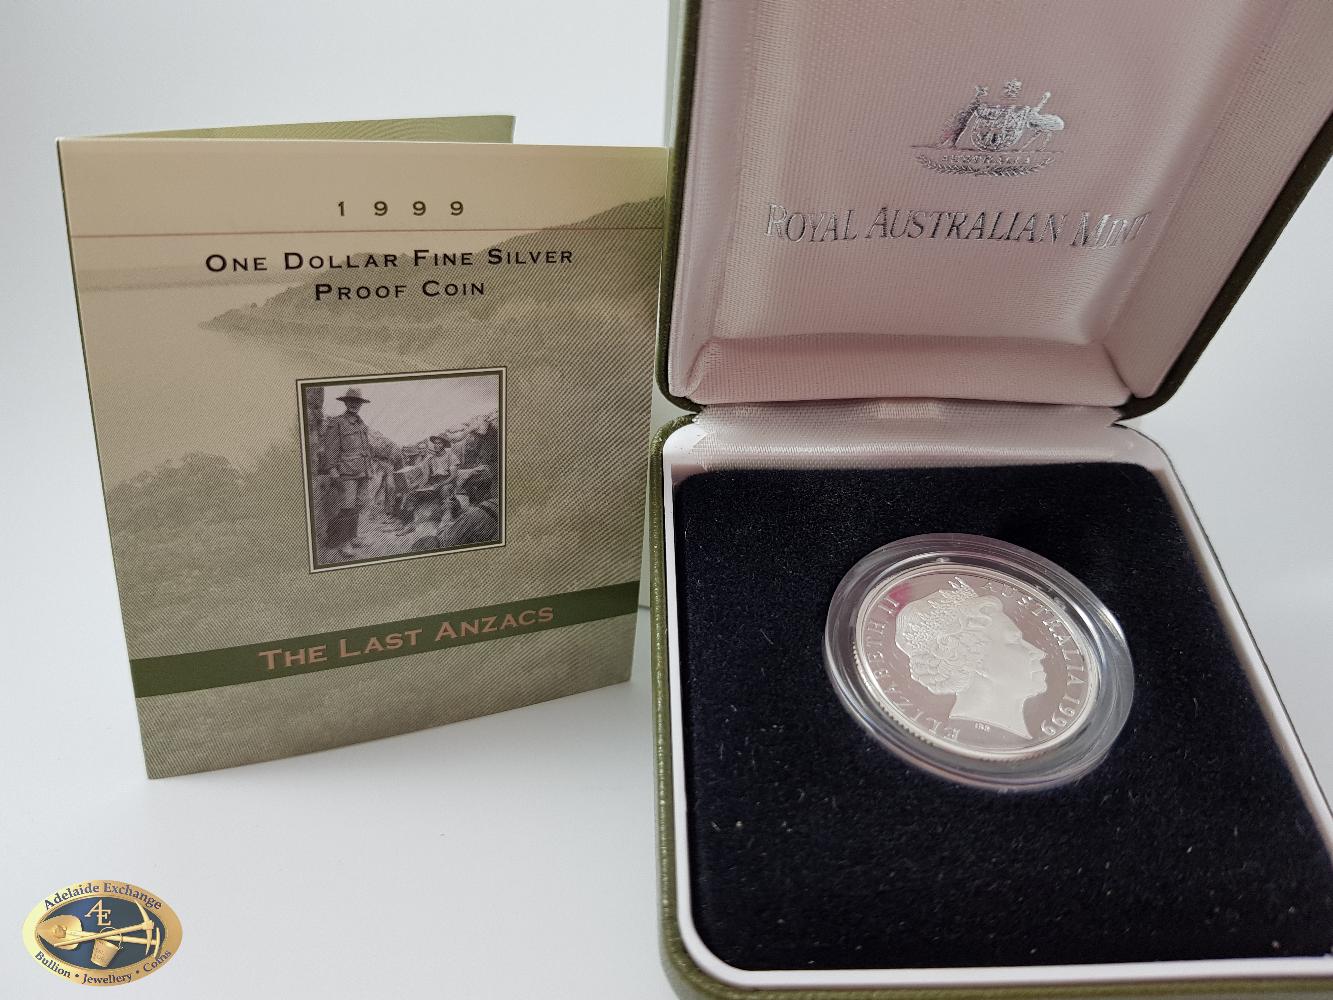 1999
ONE DOLLAR FINE SILVER
PROOF COIN
THE LAST ANZACS
AUSTRALIA
ROYAL AUSTRALIAN MINT
ELIZABETH II AUSTRALIA 1999
IRB
Adelaide Exchange
AE
Bullion • Jewellery • Coins